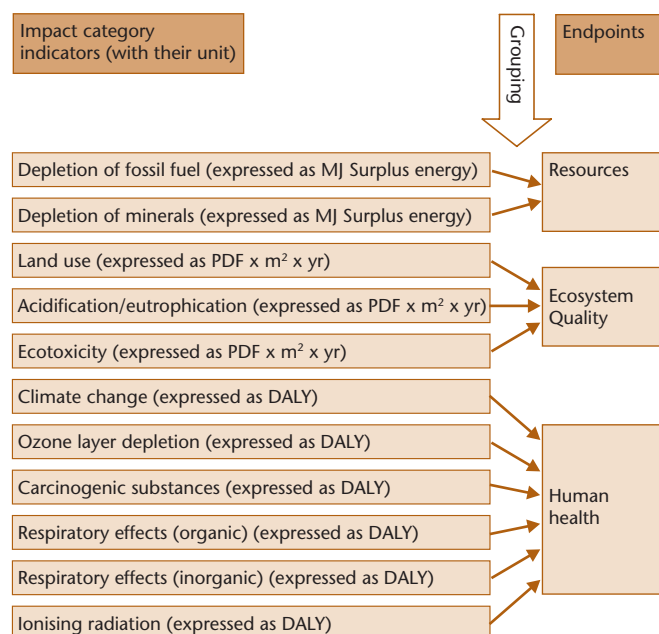 Impact category
indicators (with their unit)
Grouping
Endpoints
Depletion of fossil fuel (expressed as MJ Surplus energy)
Depletion of minerals (expressed as MJ Surplus energy)
Resources
Land use (expressed as PDF x m² x yr)
Acidification/eutrophication (expressed as PDF x m² x yr)
Ecotoxicity (expressed as PDF x m² x yr)
Ecosystem
Quality
Climate change (expressed as DALY)
Ozone layer depletion (expressed as DALY)
Carcinogenic substances (expressed as DALY)
Respiratory effects (organic) (expressed as DALY)
Respiratory effects (inorganic) (expressed as DALY)
Ionising radiation (expressed as DALY)
Human
health